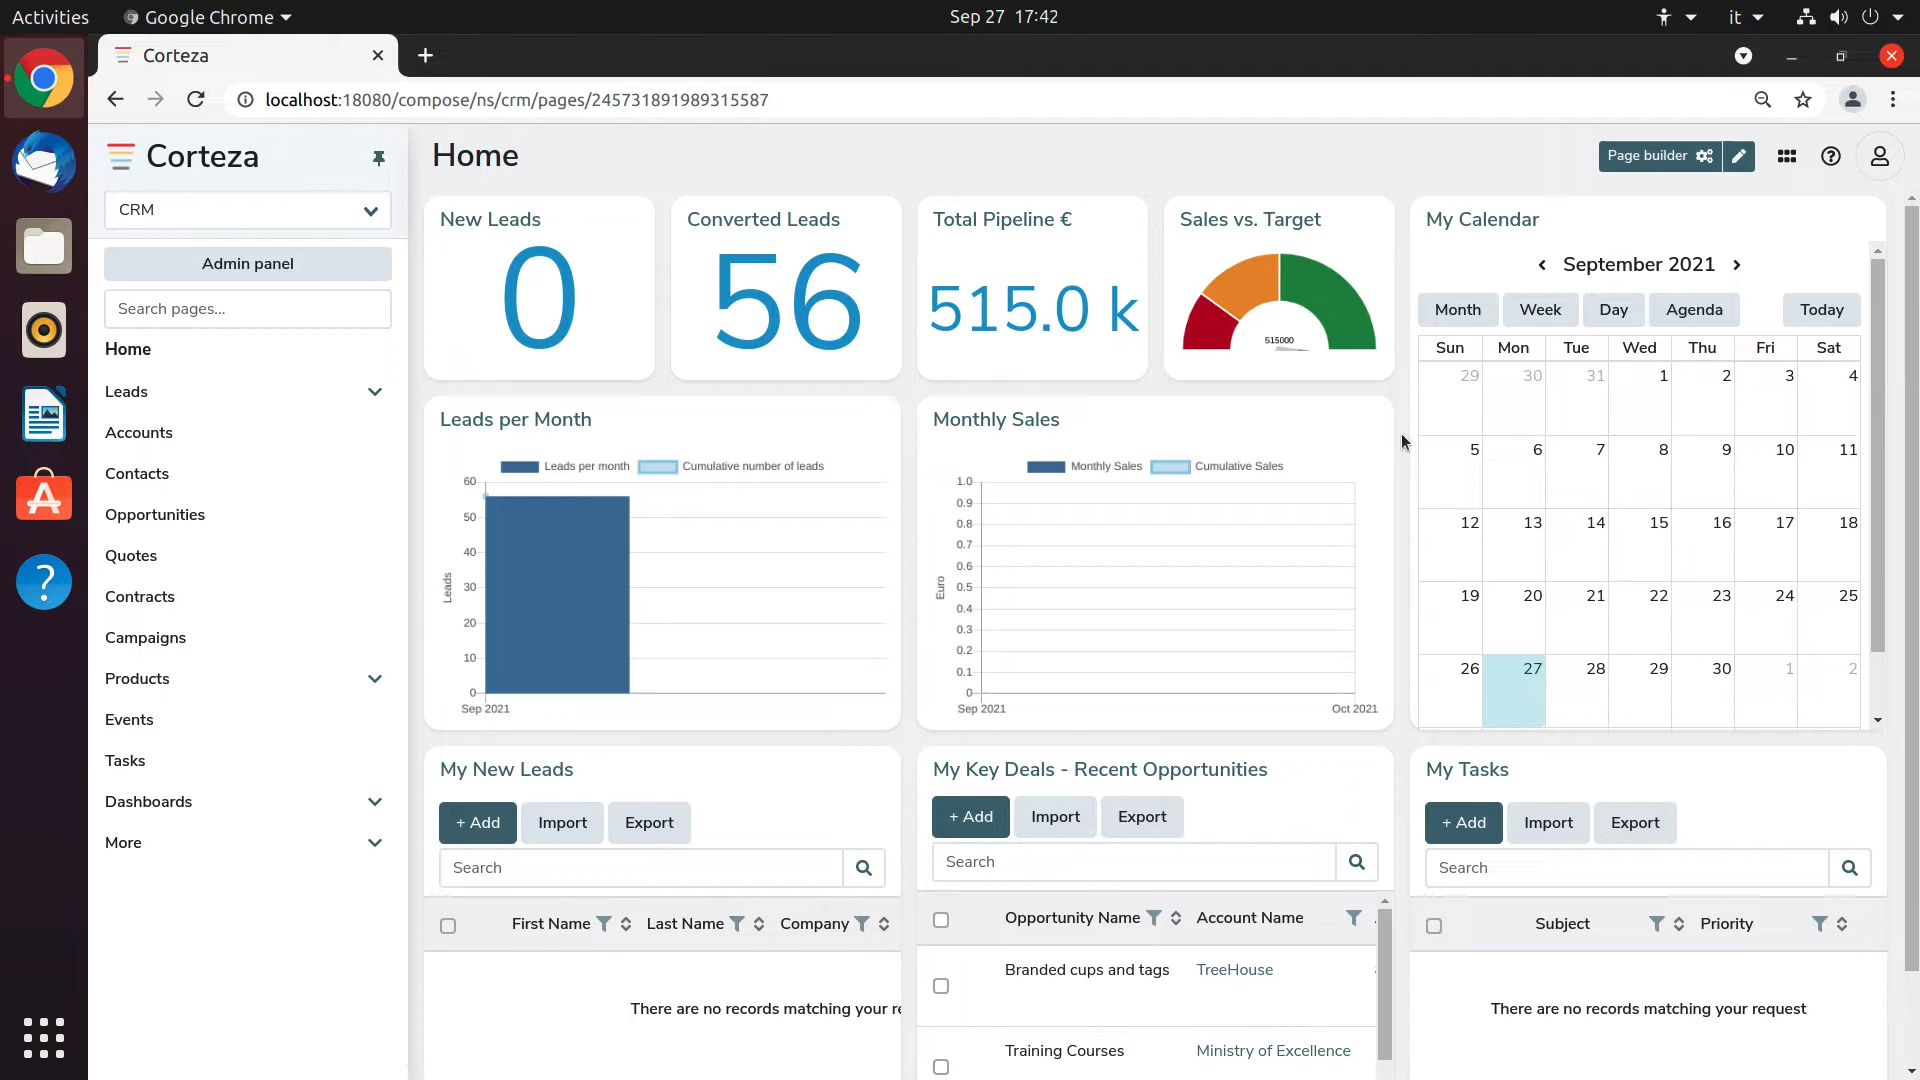 Activities
Google Chrome
Sep 27 17:42
it
Corteza
localhost:18080/compose/ns/crm/pages/245731891989315587
Corteza
CRM
Admin panel
Search pages...
Home
Leads
Accounts
Contacts
Opportunities
Quotes
Contracts
Campaigns
Products
Events
Tasks
Dashboards
More
Home
Page builder
New Leads
0
Converted Leads
56
Total Pipeline €
515.0 k
Sales vs. Target
515000
Leads per Month
Leads per month
Cumulative number of leads
60
50
40
30
20
10
0
Leads
Sep 2021
Monthly Sales
Monthly Sales
Cumulative Sales
1.0
0.9
0.8
0.7
0.6
0.5
0.4
0.3
0.2
0.1
0
Euro
Sep 2021
Oct 2021
My Calendar
September 2021
Month Week Day Agenda Today
Sun Mon Tue Wed Thu Fri Sat
29 30 31 1 2 3 4
5 6 7 8 9 10 11
12 13 14 15 16 17 18
19 20 21 22 23 24 25
26 27 28 29 30 1 2
My New Leads
+ Add Import Export
Search
First Name Last Name Company
There are no records matching your re
My Key Deals - Recent Opportunities
+ Add Import Export
Search
Opportunity Name Account Name
Branded cups and tags TreeHouse
Training Courses Ministry of Excellence
My Tasks
+ Add Import Export
Search
Subject Priority
There are no records matching your request